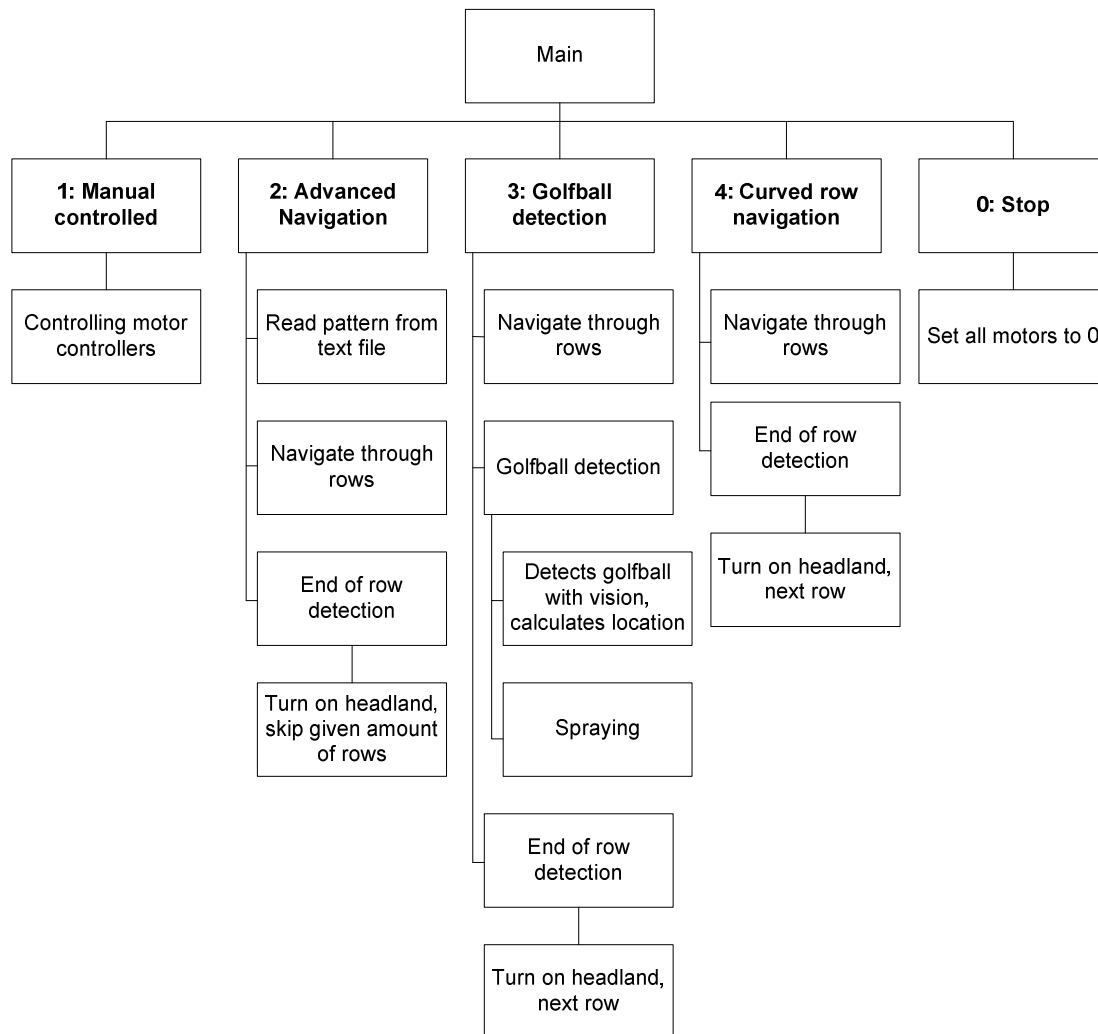 Main
1: Manual
controlled
2: Advanced
Navigation
3: Golfball
detection
4: Curved row
navigation
0: Stop
Controlling motor
controllers
Read pattern from
text file
Navigate through
rows
End of row
detection
Turn on headland,
skip given amount
of rows
Navigate through
rows
Golfball detection
Detects golfball
with vision,
calculates location
Spraying
End of row
detection
Turn on headland,
next row
Navigate through
rows
End of row
detection
Turn on headland,
next row
Set all motors to 0